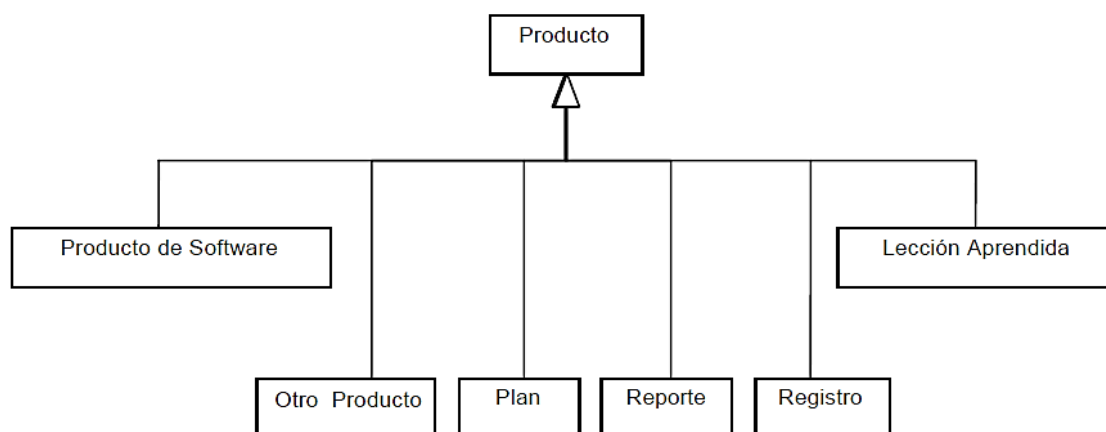 Producto
Producto de Software
Lección Aprendida
Otro Producto
Plan
Reporte
Registro